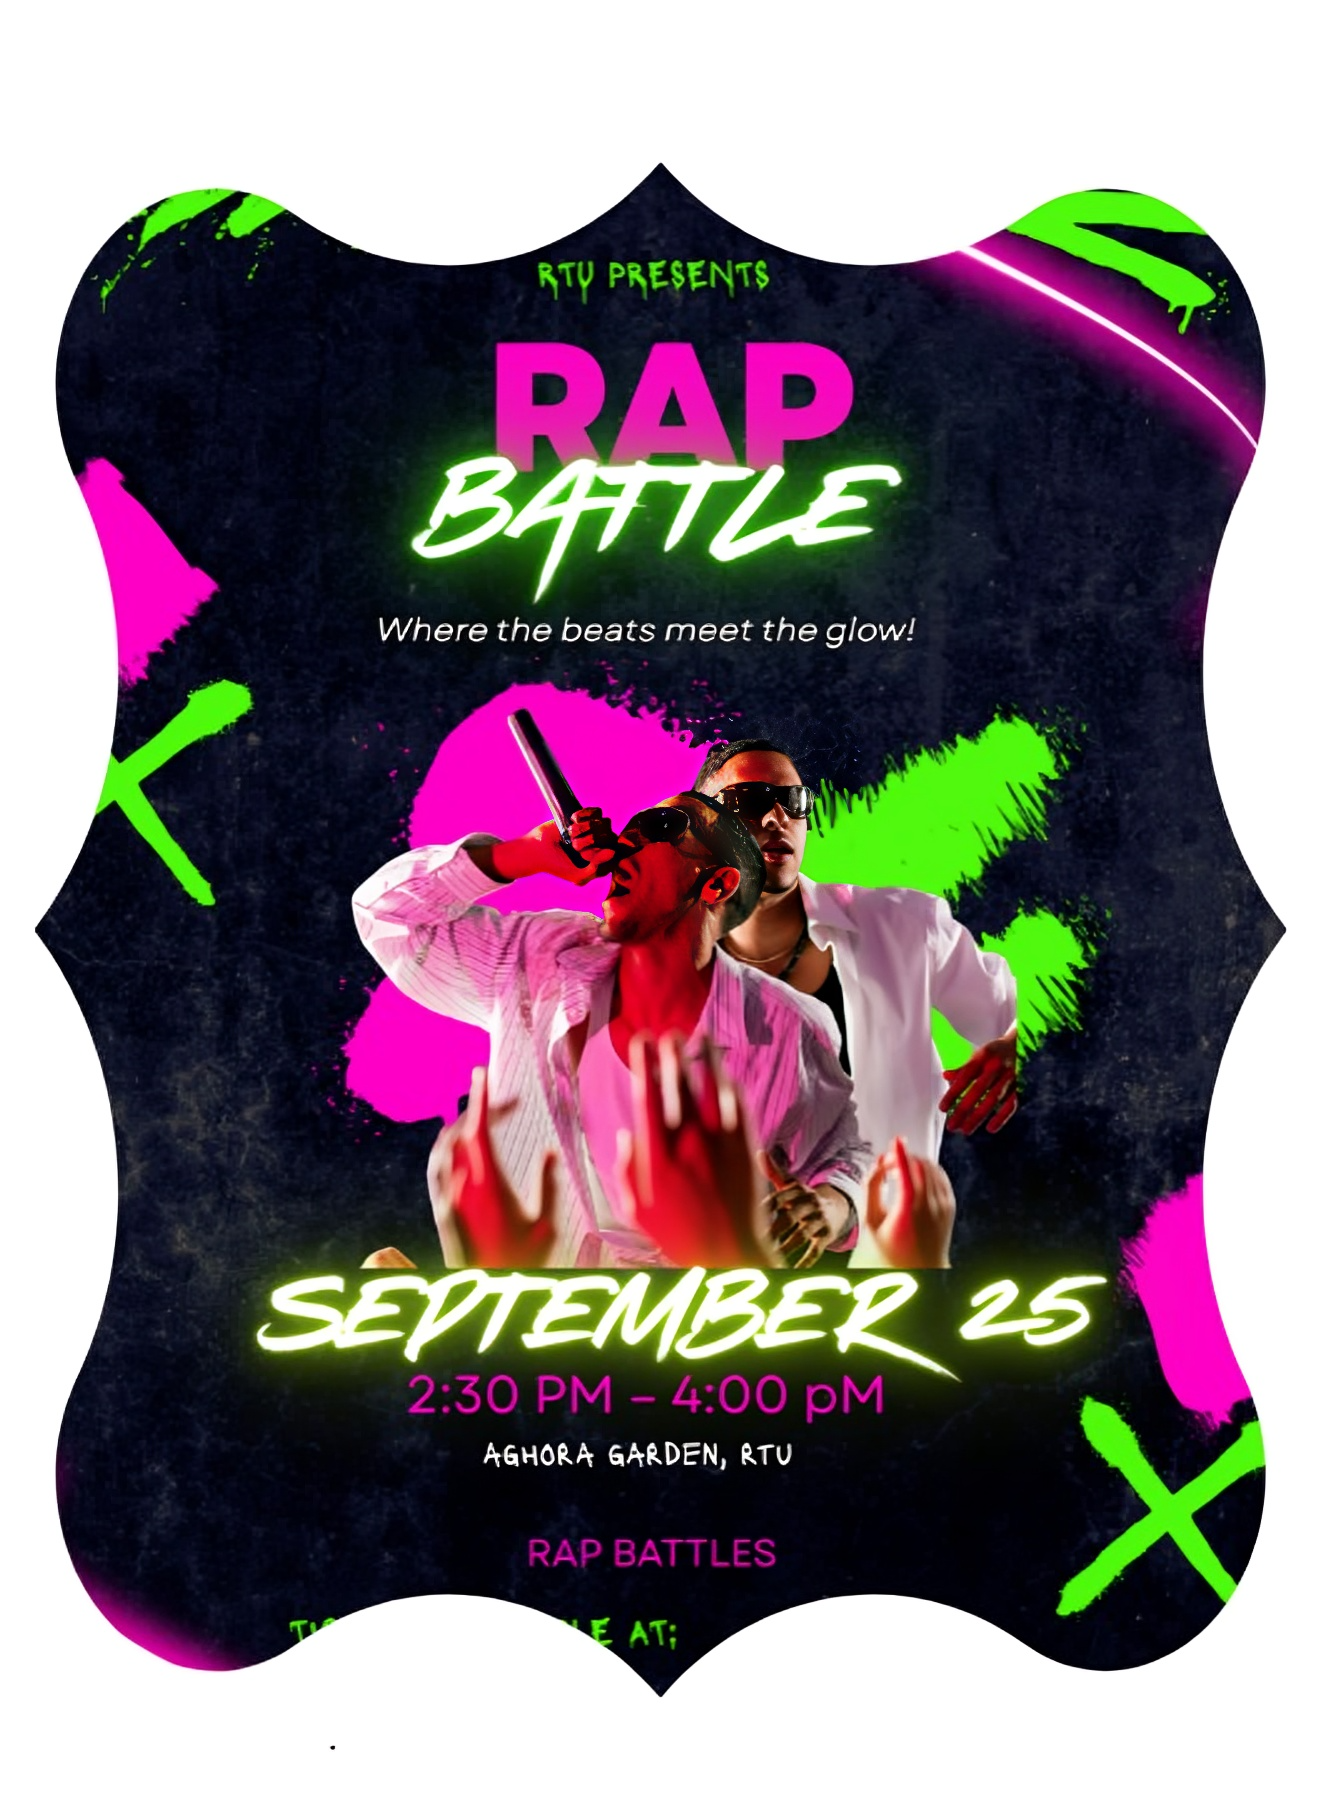 RTU PRESENTS
RAP
BATTLE
Where the beats meet the glow!
SEPTEMBER 25
2:30 PM – 4:00 pM
AGHORA GARDEN, RTU
RAP BATTLES
AT;